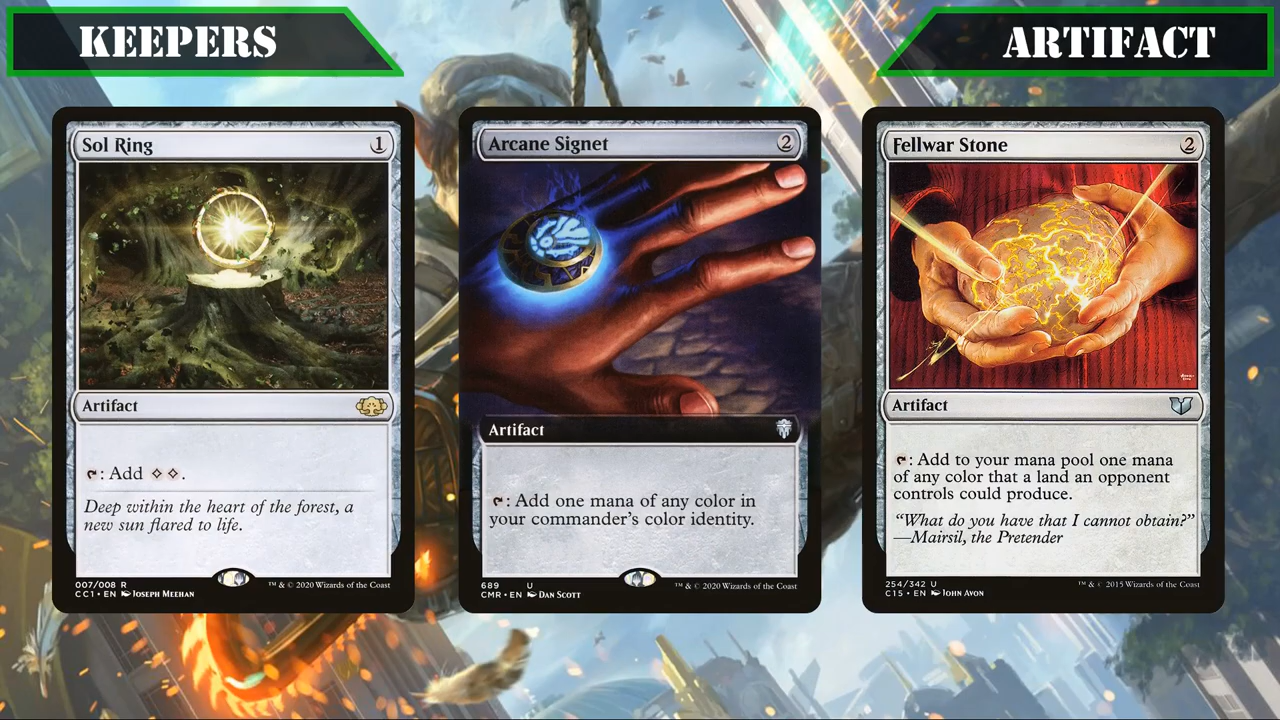 KEEPERS
ARTIFACT
Sol Ring 1
Artifact
: Add .
Deep within the heart of the forest, a
new sun flared to life.
007/008 R
CC1 • EN Joseph Meehan
™ & © 2020 Wizards of the Coast
Arcane Signet 2
Artifact
: Add one mana of any color in
your commander's color identity.
689 U
CMR • EN Dan Scott
™ & © 2020 Wizards of the Coast
Fellwar Stone 2
Artifact
: Add to your mana pool one mana
of any color that a land an opponent
controls could produce.
"What do you have that I cannot obtain?"
—Mairsil, the Pretender
254/342 U
C15 • EN John Avon
™ & © 2015 Wizards of the Coast